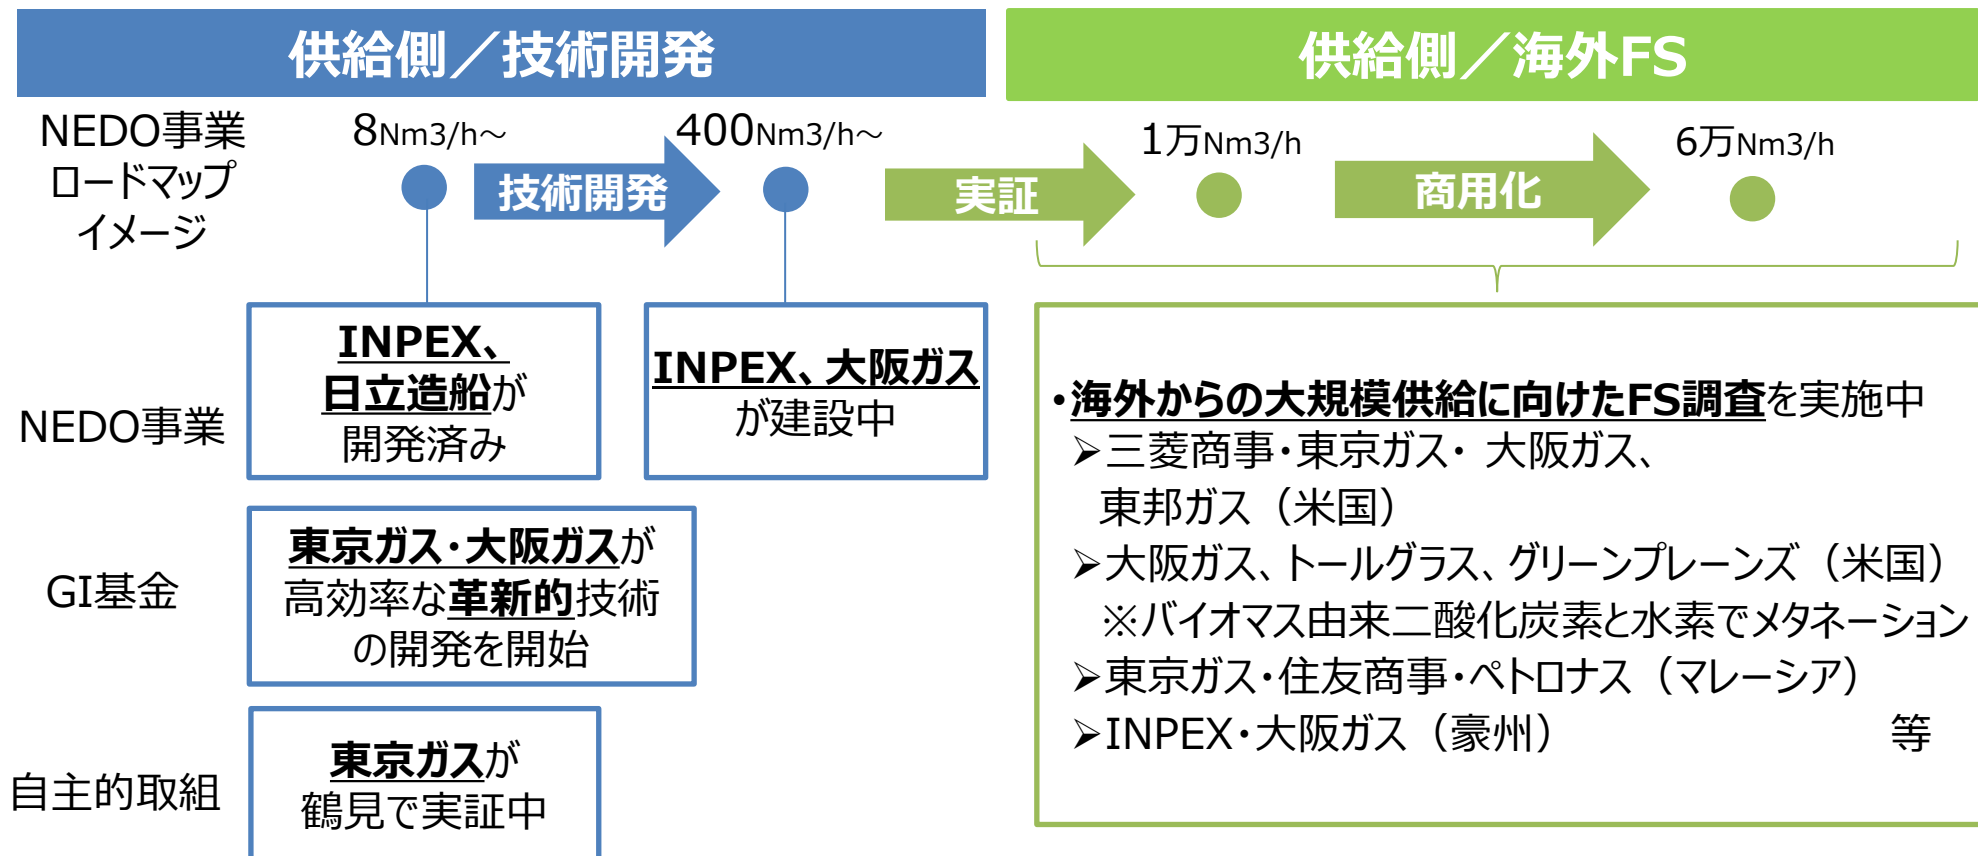 供給側／技術開発
供給側／海外FS
NEDO事業
ロードマップ
イメージ
8Nm3/h～
技術開発
400Nm3/h～
実証
1万Nm3/h
商用化
6万Nm3/h
NEDO事業
INPEX、
日立造船が
開発済み
INPEX、大阪ガス
が建設中
GI基金
東京ガス・大阪ガスが
高効率な革新的技術
の開発を開始
自主的取組
東京ガスが
鶴見で実証中
・海外からの大規模供給に向けたFS調査を実施中
➢三菱商事・東京ガス・ 大阪ガス、
東邦ガス（米国）
➢大阪ガス、トールグラス、グリーンプレーンズ（米国）
※バイオマス由来二酸化炭素と水素でメタネーション
➢東京ガス・住友商事・ペトロナス（マレーシア）
➢INPEX・大阪ガス（豪州） 等